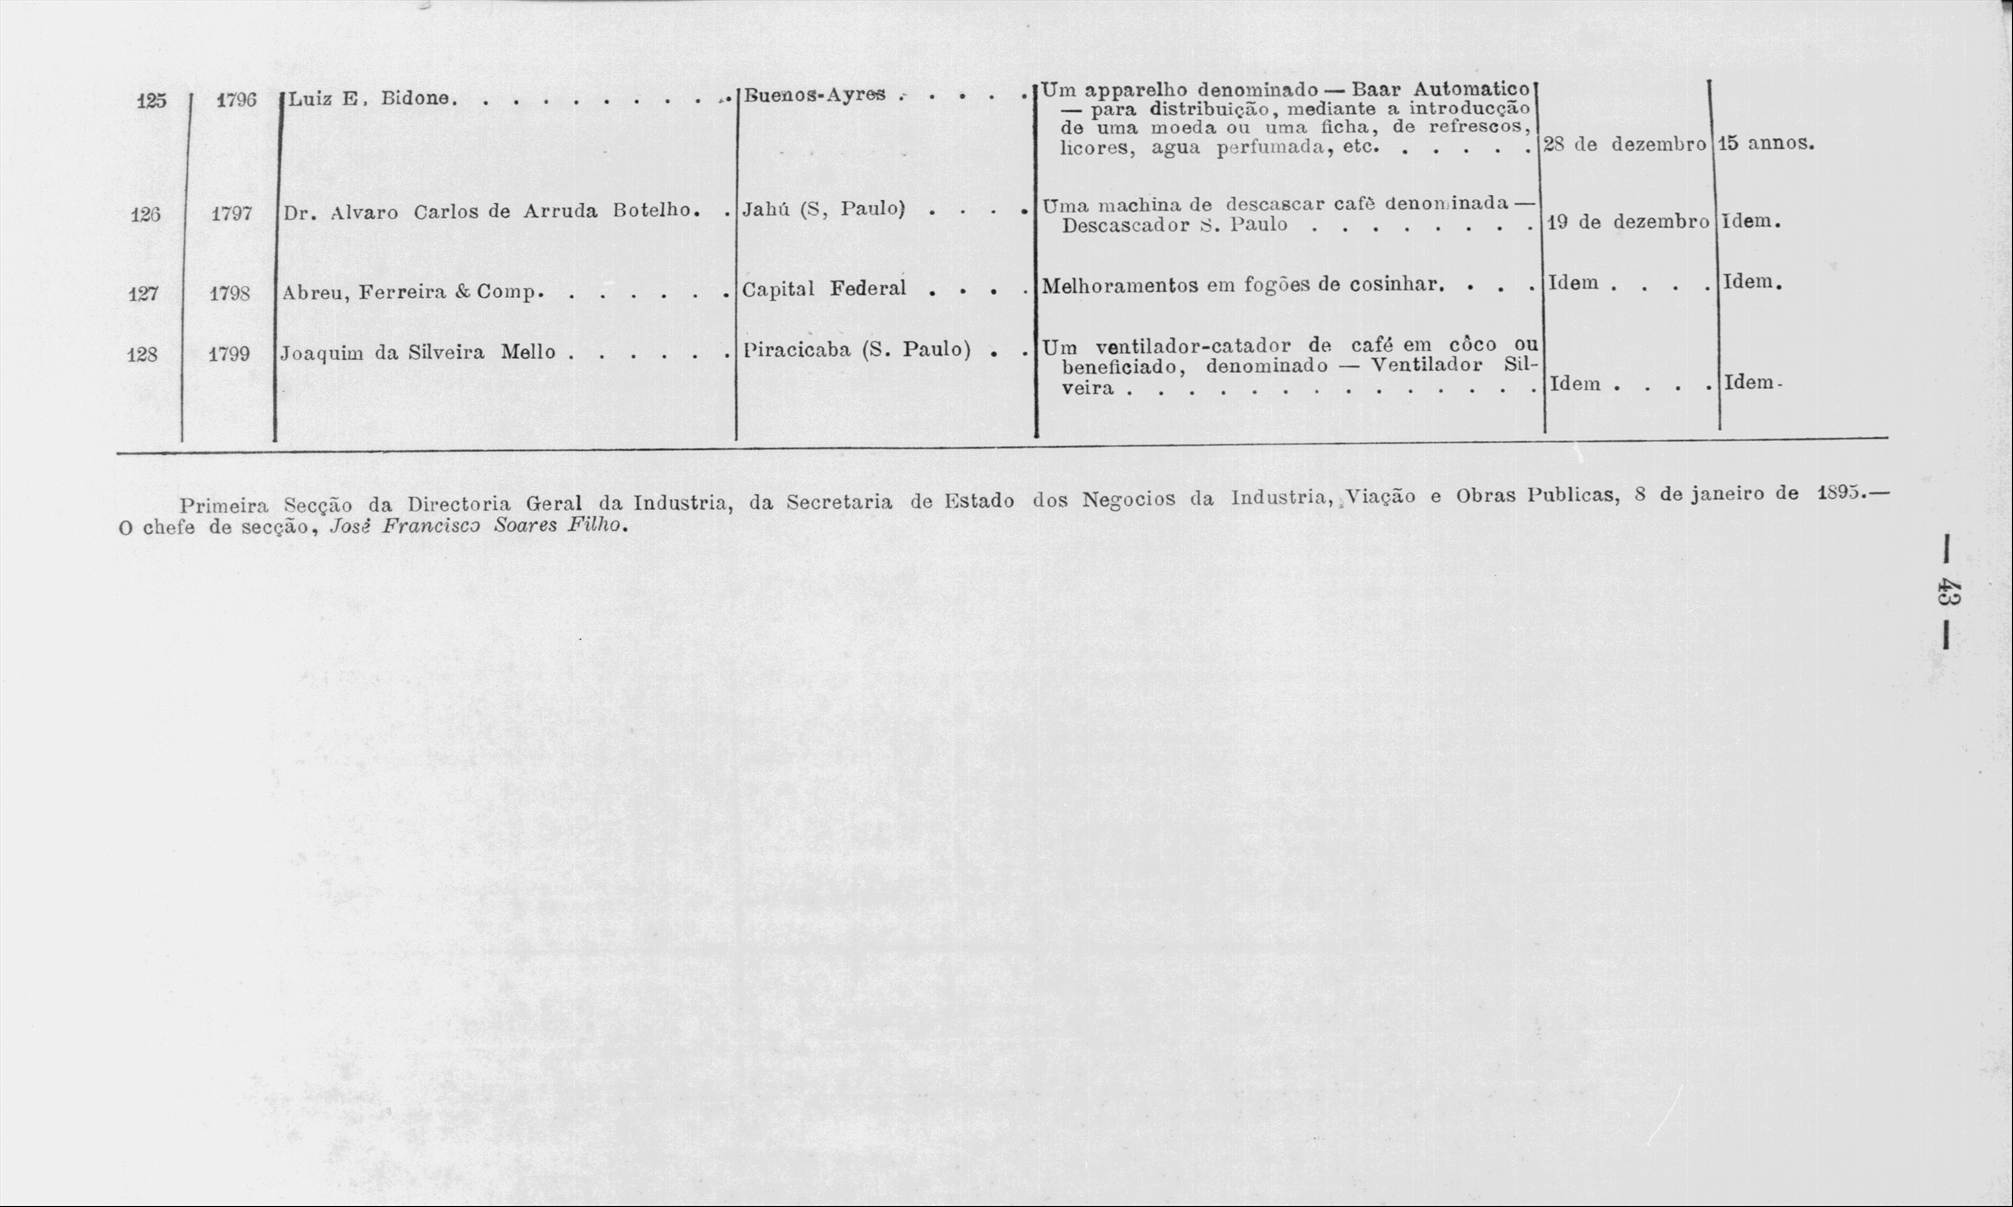 125 1796 Luiz E. Bidone. . . . . . . . . . Buenos-Ayres . . . . . Um apparelho denominado — Baar Automatico
— para distribuição, mediante a introducção
de uma moeda ou uma ficha, de refrescos,
licores, agua perfumada, etc. . . . . . 28 de dezembro 15 annos.
126 1797 Dr. Alvaro Carlos de Arruda Botelho. . Jahú (S, Paulo) . . . . Uma machina de descascar café denominada —
Descascador S. Paulo . . . . . . . . 19 de dezembro Idem.
127 1798 Abreu, Ferreira & Comp. . . . . . . Capital Federal . . . . Melhoramentos em fogões de cosinhar. . . . Idem . . . . Idem.
128 1799 Joaquim da Silveira Mello . . . . . . Piracicaba (S. Paulo) . . Um ventilador-catador de café em côco ou
beneficiado, denominado — Ventilador Sil-
veira . . . . . . . . . . . . . . Idem . . . . Idem.
Primeira Secção da Directoria Geral da Industria, da Secretaria de Estado dos Negocios da Industria, Viação e Obras Publicas, 8 de janeiro de 1895.—
O chefe de secção, José Francisco Soares Filho.
— 43 —